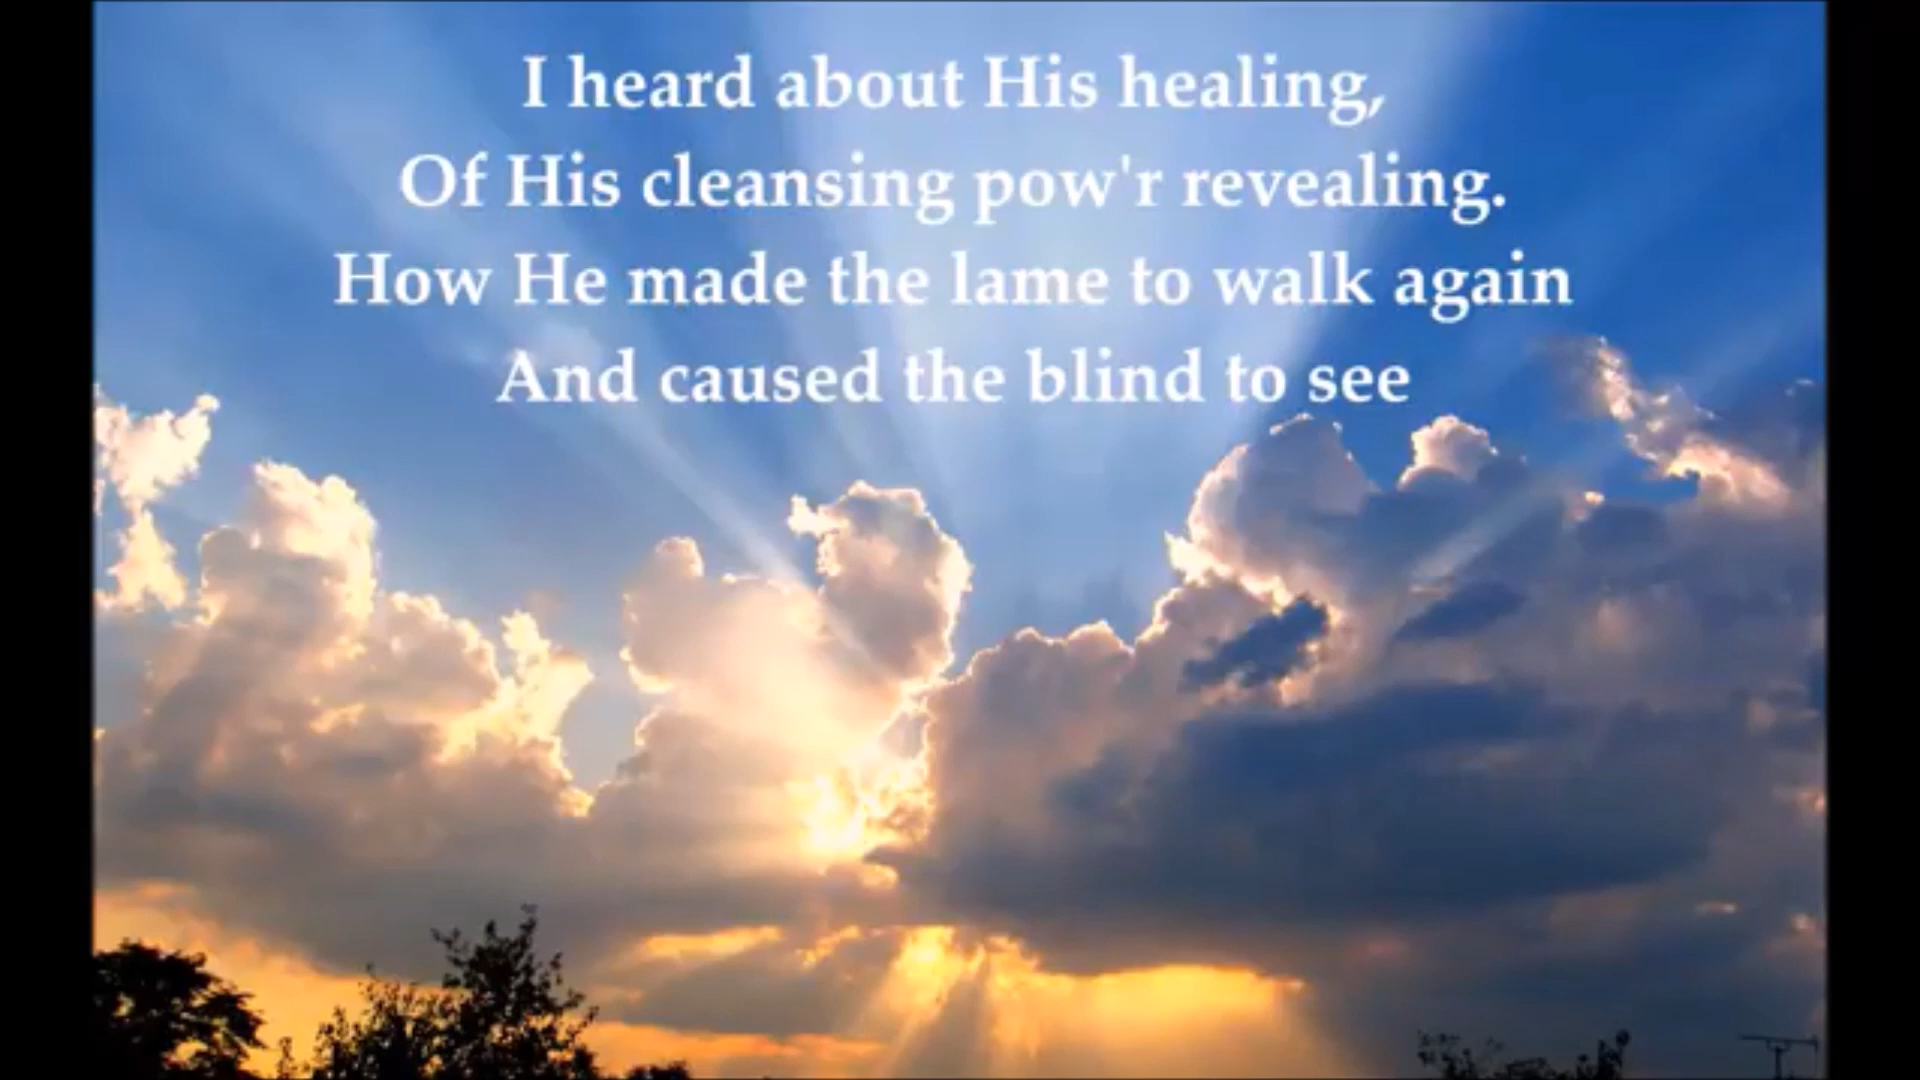 I heard about His healing,
Of His cleansing pow'r revealing.
How He made the lame to walk again
And caused the blind to see